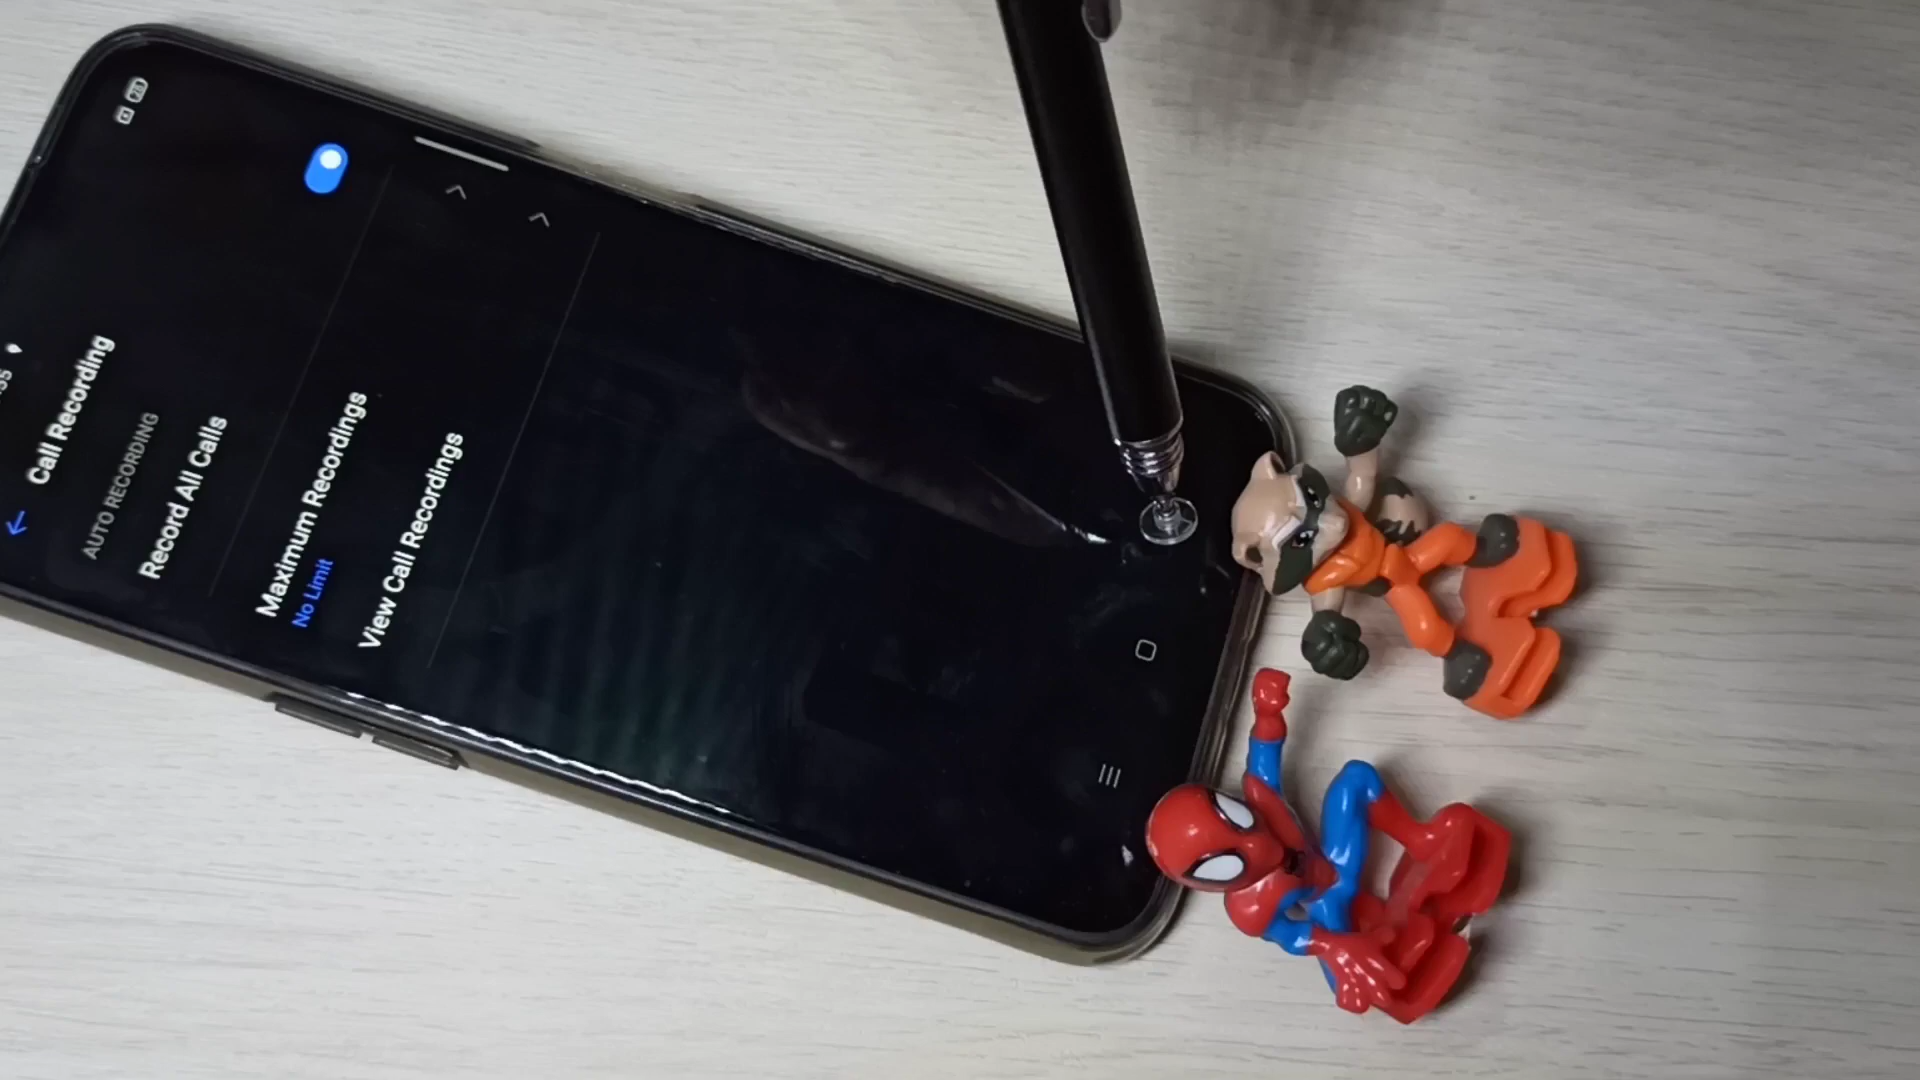 Call Recording
AUTO RECORDING
Record All Calls
Maximum Recordings
No Limit
View Call Recordings